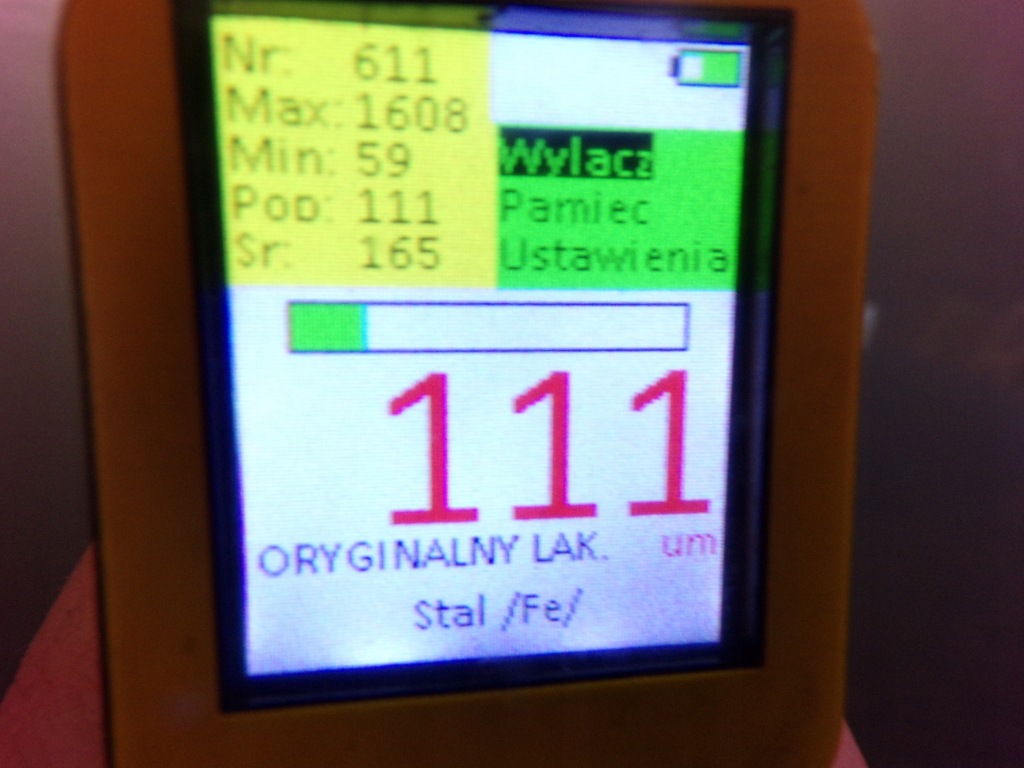 Nr: 611
Max: 1608
Min: 59
Pop: 111
Sr: 165
Wylacz
Pamiec
Ustawienia
111
ORYGINALNY LAK. um
Stal /Fe/